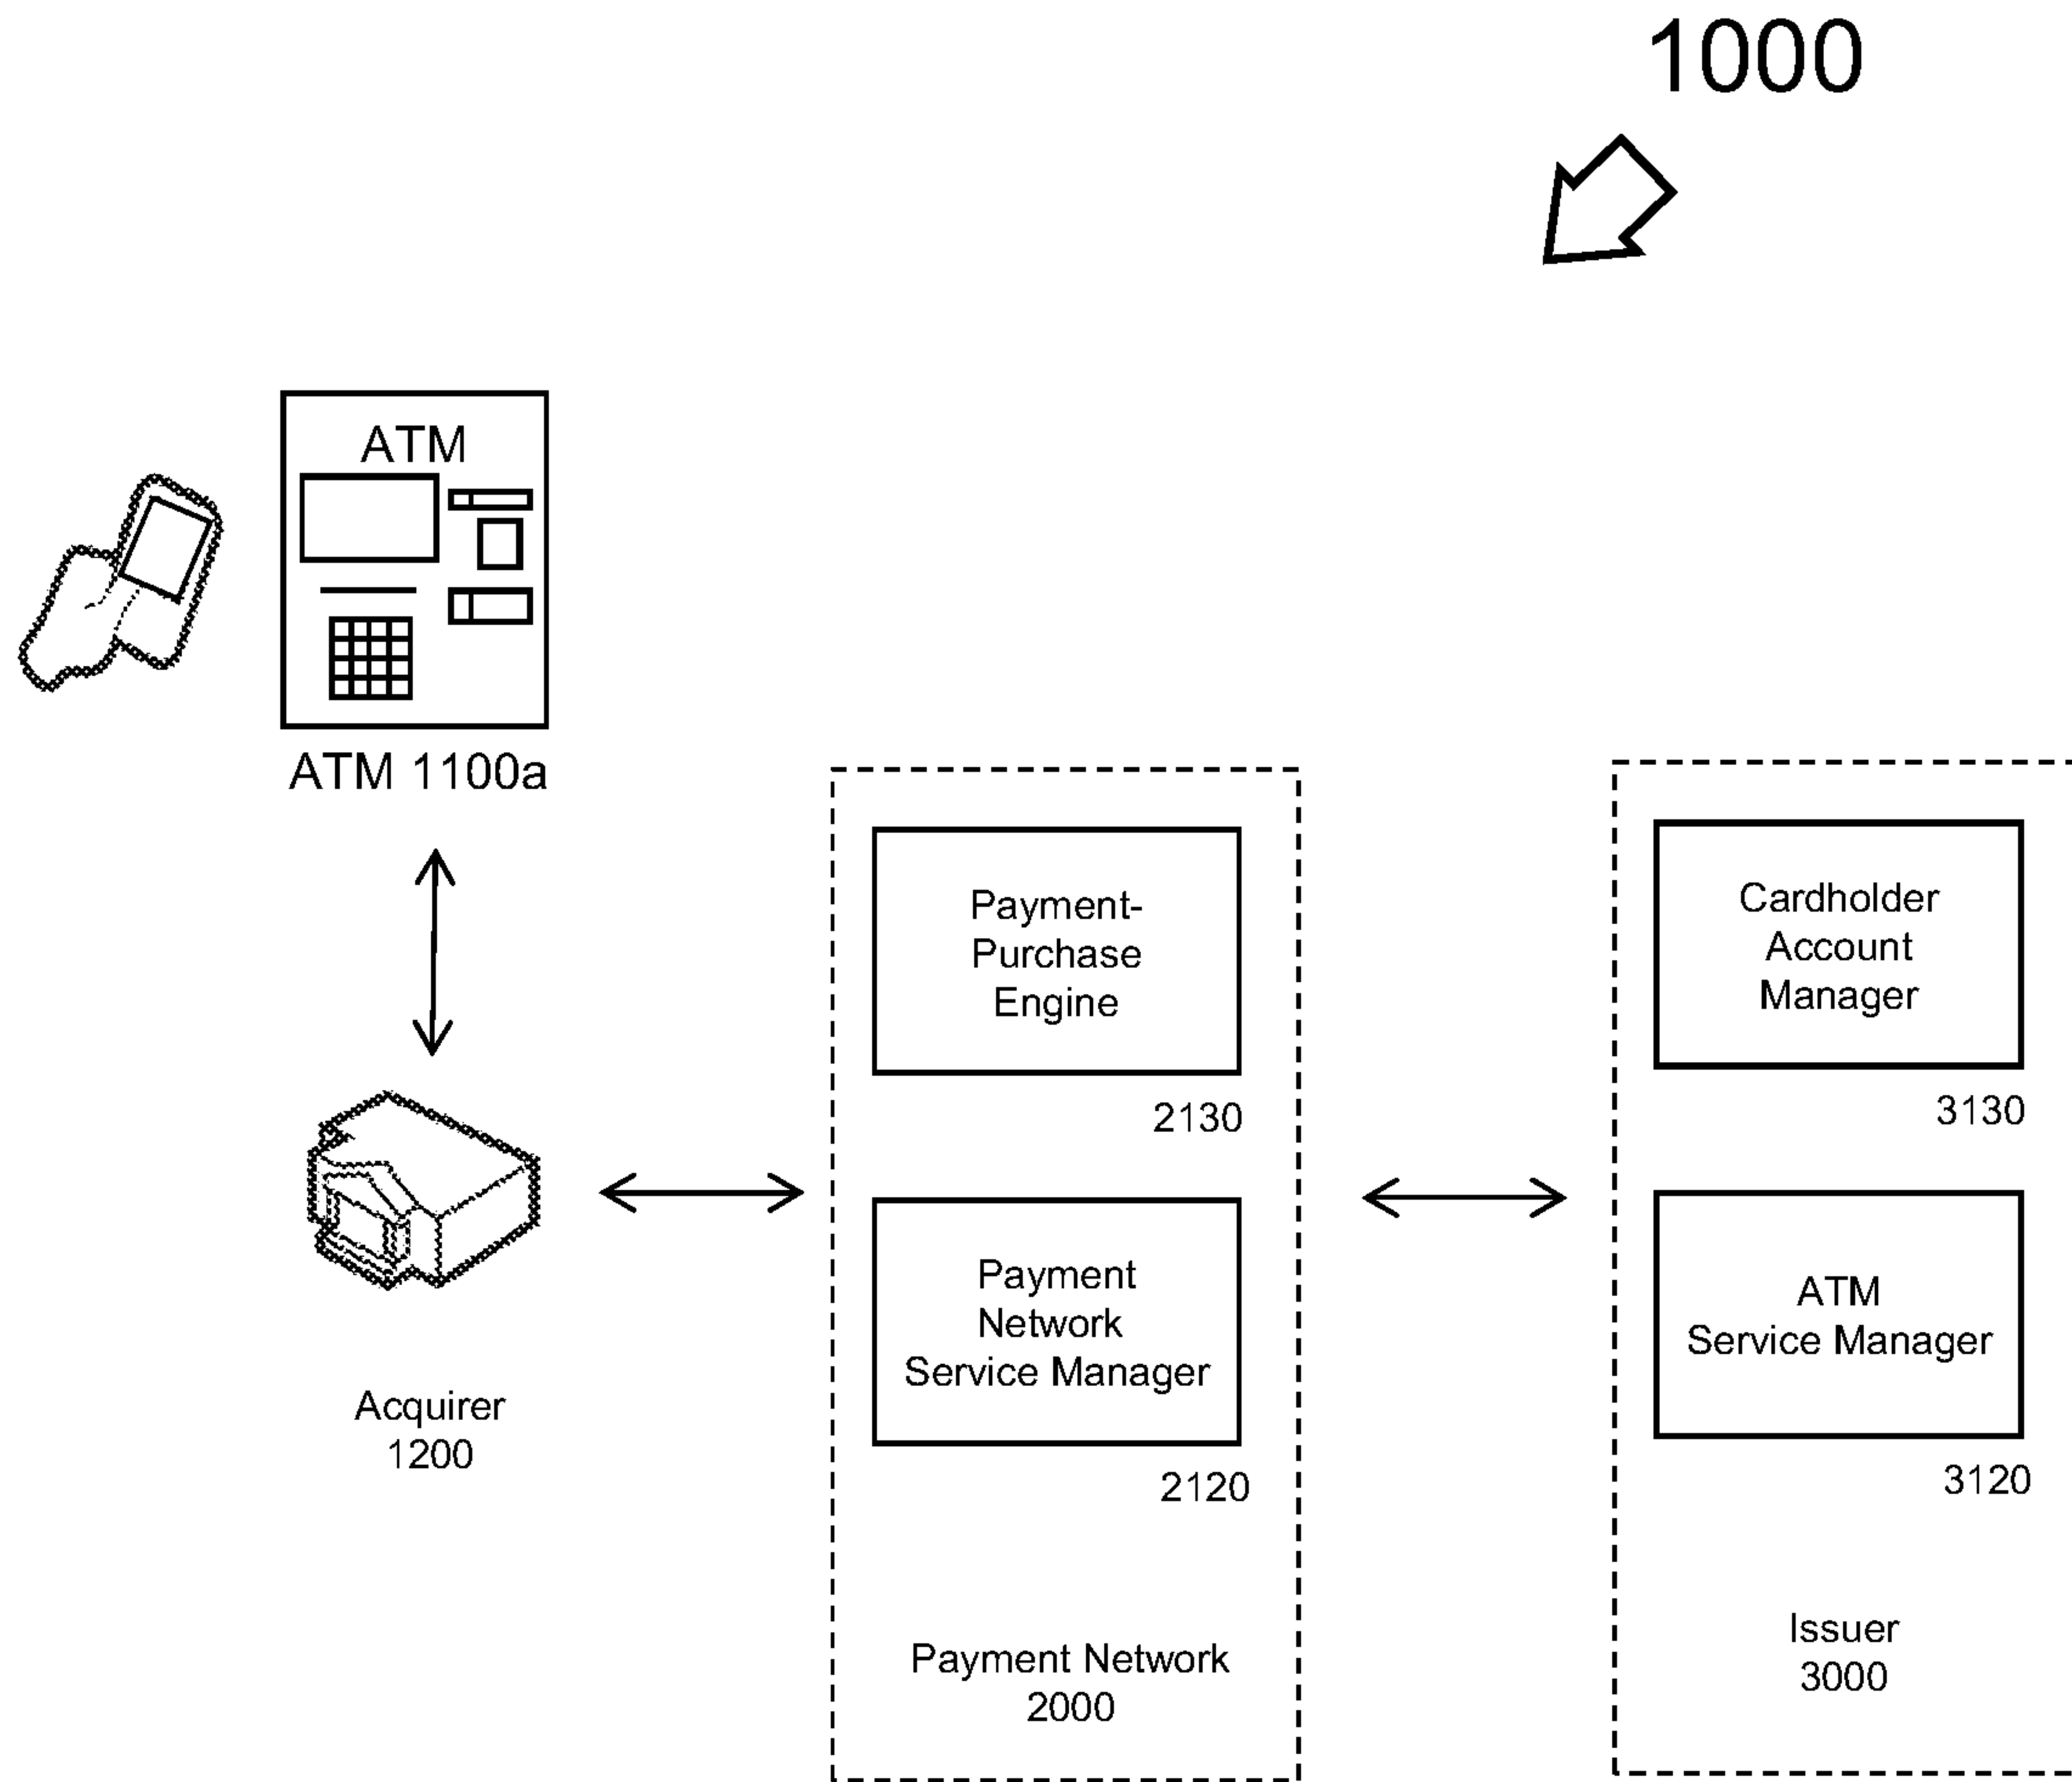 1000
ATM
ATM 1100a
Payment-
Purchase
Engine
2130
Payment
Network
Service Manager
2120
Payment Network
2000
Cardholder
Account
Manager
3130
ATM
Service Manager
3120
Issuer
3000
Acquirer
1200